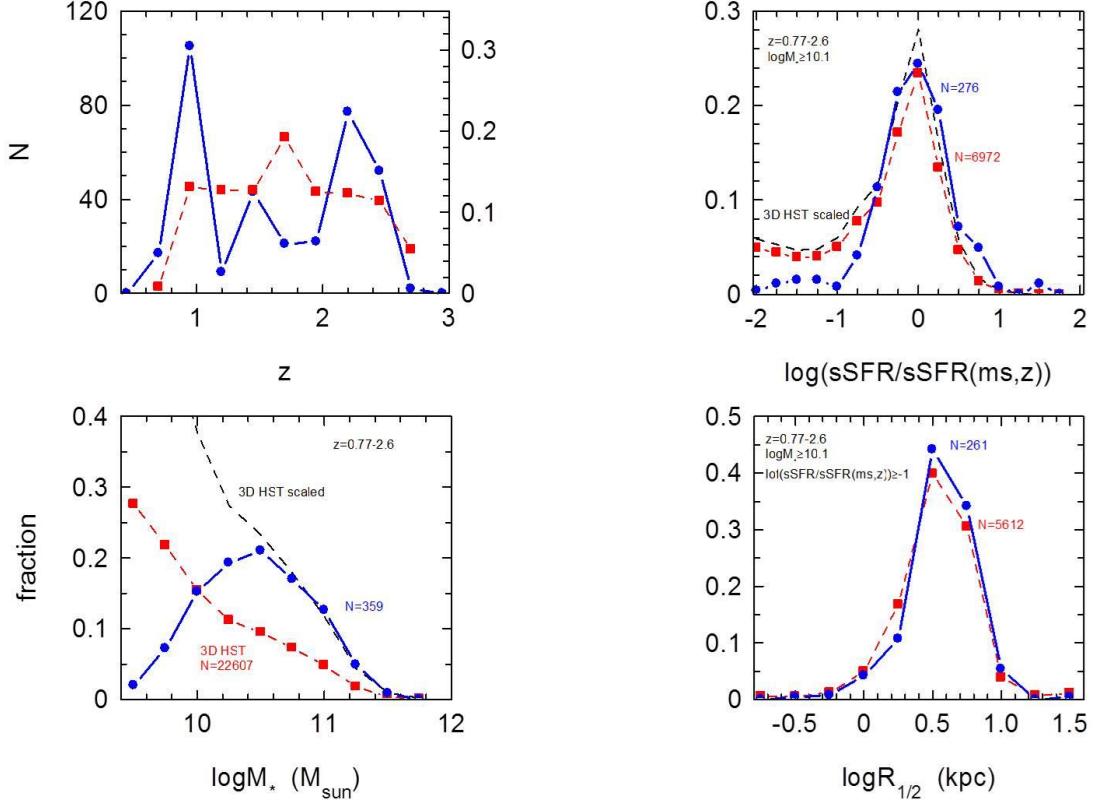 120
80
40
0
N
0.3
0.2
0.1
0
1
2
3
z
0.3
0.2
0.1
0
z=0.77-2.6
logM*≥10.1
N=276
N=6972
3D HST scaled
-2
-1
0
1
2
log(sSFR/sSFR(ms,z))
0.4
0.3
0.2
0.1
0
fraction
z=0.77-2.6
3D HST scaled
N=359
3D HST
N=22607
10
11
12
logM* (Msun)
0.5
0.4
0.3
0.2
0.1
0
z=0.77-2.6
logM*≥10.1
lol(sSFR/sSFR(ms,z))≥-1
N=261
N=5612
-0.5
0
0.5
1.0
1.5
logR1/2 (kpc)